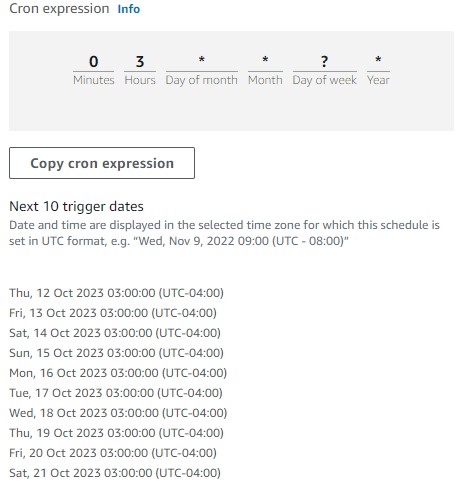 Cron expression Info
0 3 * * ? *
Minutes Hours Day of month Month Day of week Year
Copy cron expression
Next 10 trigger dates
Date and time are displayed in the selected time zone for which this schedule is
set in UTC format, e.g. “Wed, Nov 9, 2022 09:00 (UTC - 08:00)”
Thu, 12 Oct 2023 03:00:00 (UTC-04:00)
Fri, 13 Oct 2023 03:00:00 (UTC-04:00)
Sat, 14 Oct 2023 03:00:00 (UTC-04:00)
Sun, 15 Oct 2023 03:00:00 (UTC-04:00)
Mon, 16 Oct 2023 03:00:00 (UTC-04:00)
Tue, 17 Oct 2023 03:00:00 (UTC-04:00)
Wed, 18 Oct 2023 03:00:00 (UTC-04:00)
Thu, 19 Oct 2023 03:00:00 (UTC-04:00)
Fri, 20 Oct 2023 03:00:00 (UTC-04:00)
Sat, 21 Oct 2023 03:00:00 (UTC-04:00)